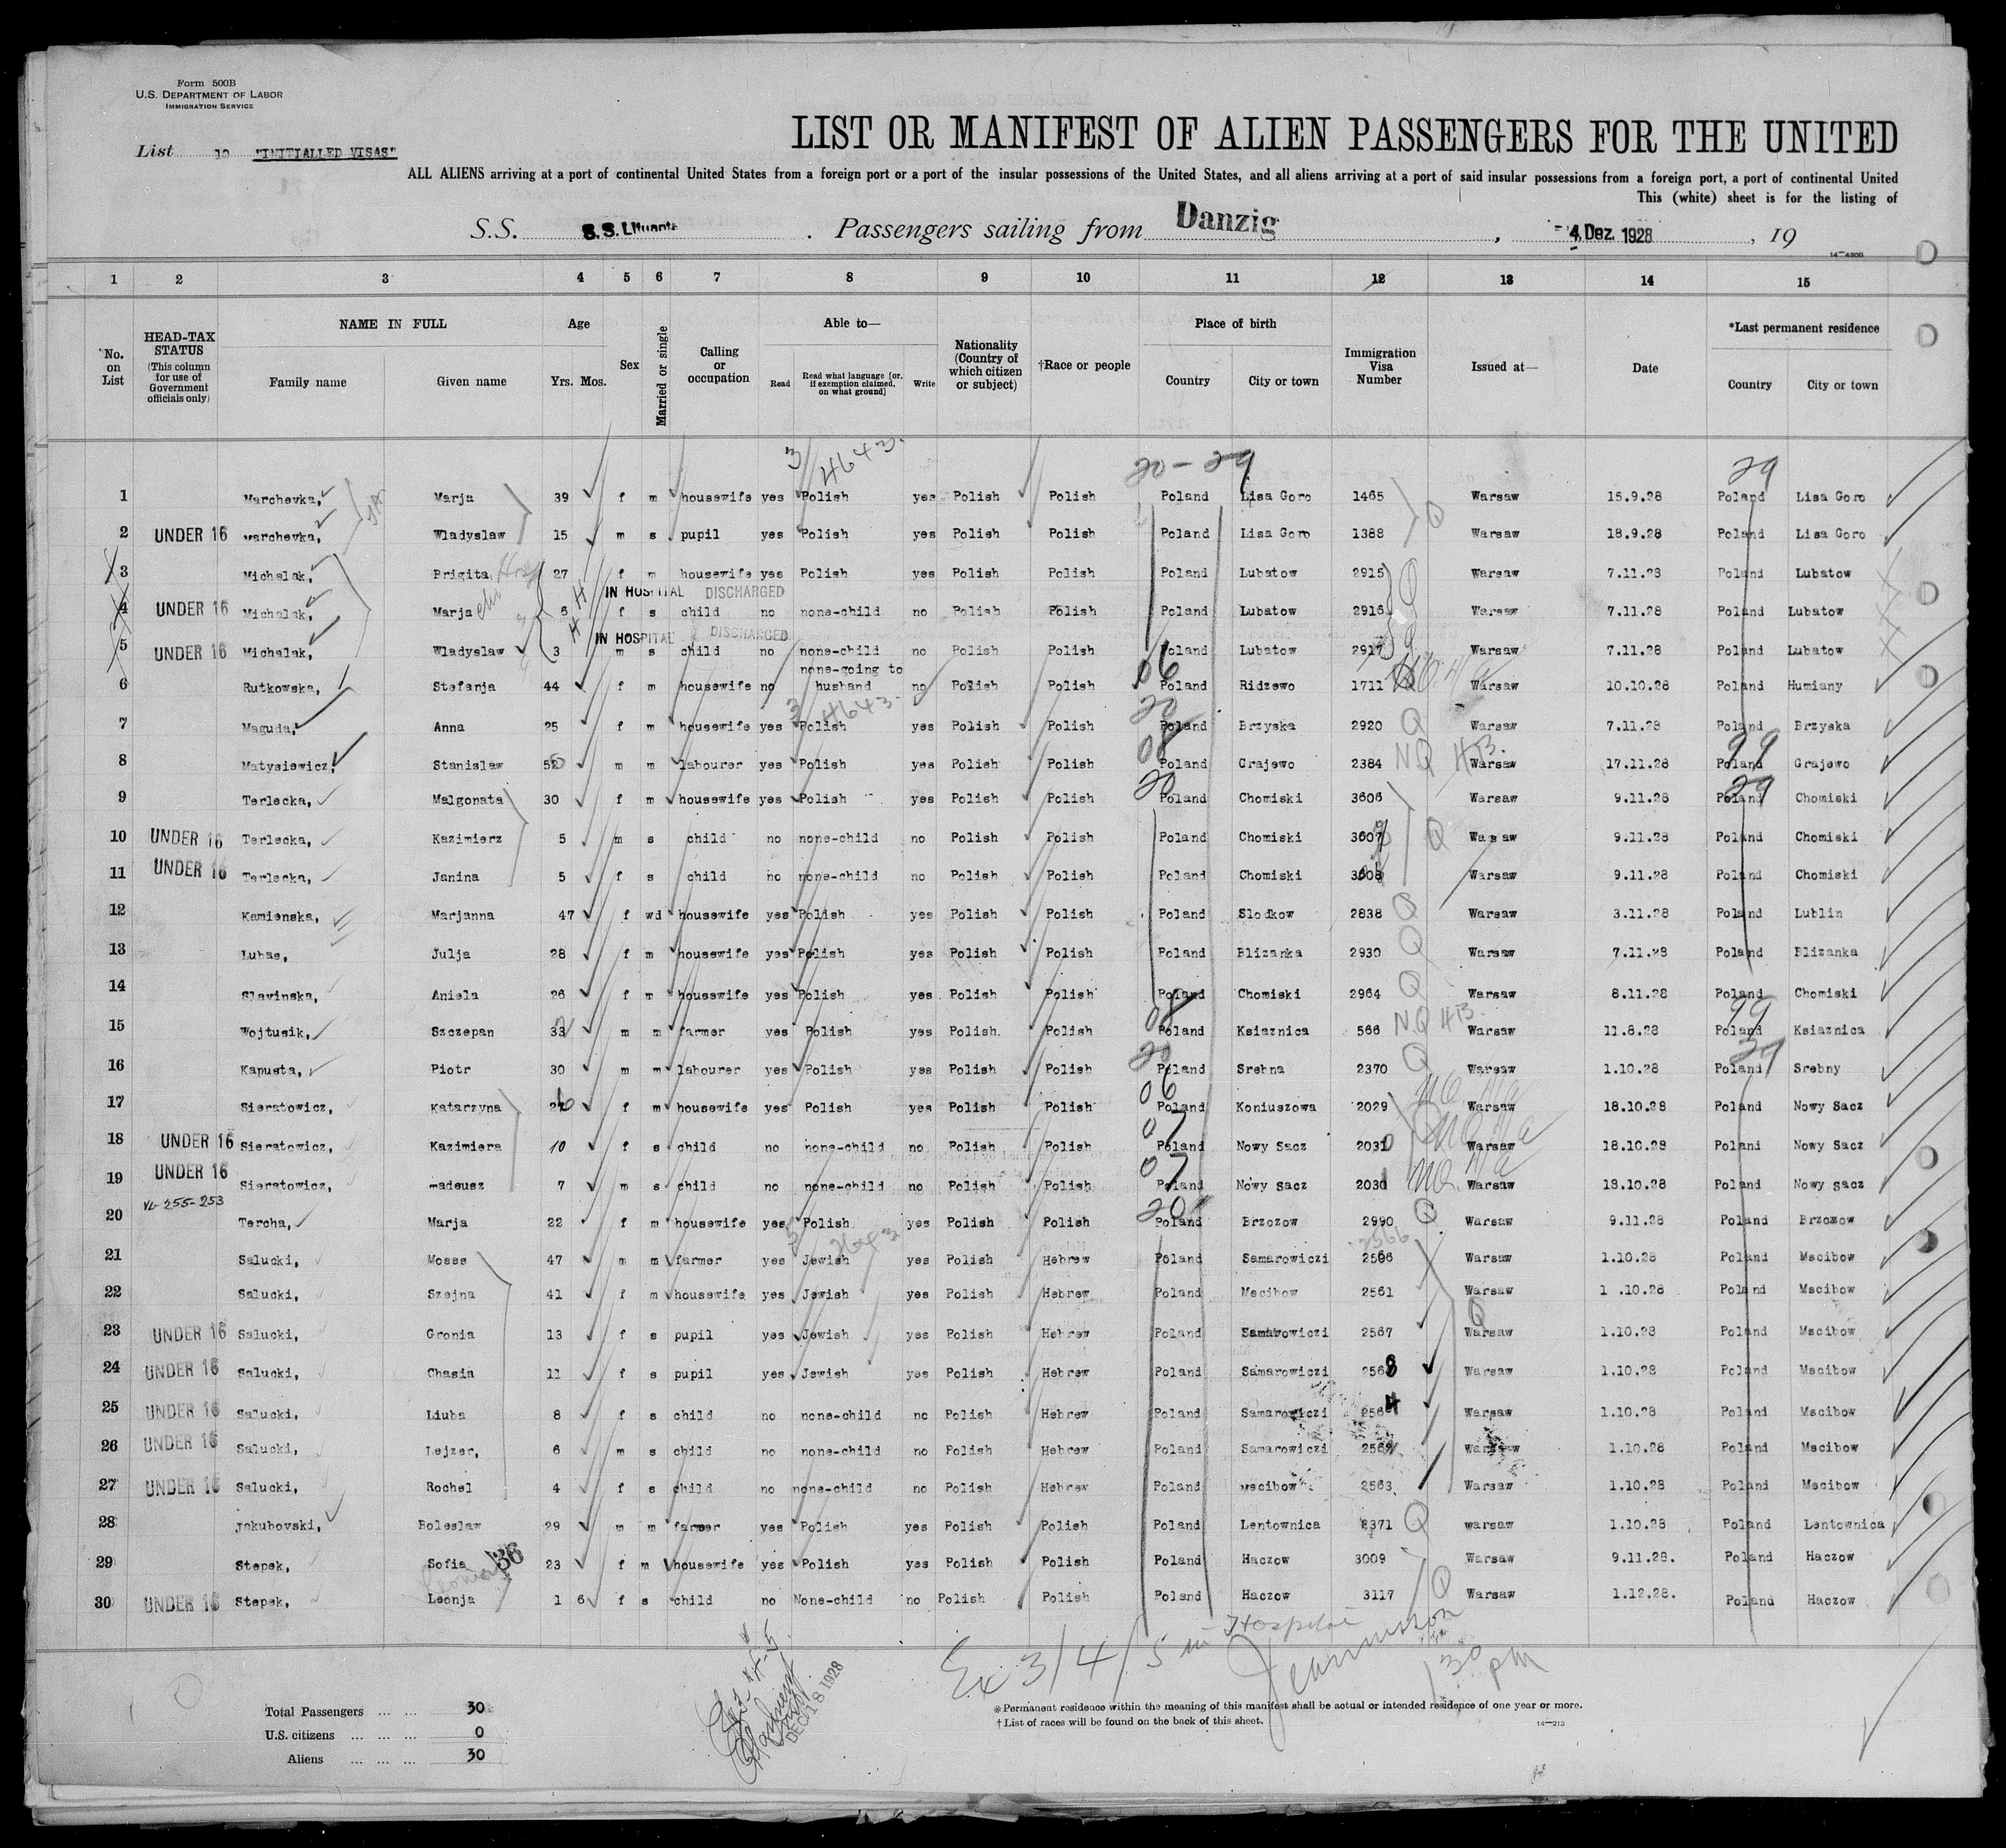 Form 500B
U.S. DEPARTMENT OF LABOR
IMMIGRATION SERVICE
LIST OR MANIFEST OF ALIEN PASSENGERS FOR THE UNITED
List 10 "INITIALLED VISAS"
ALL ALIENS arriving at a port of continental United States from a foreign port or a port of the insular possessions of the United States, and all aliens arriving at a port of said insular possessions from a foreign port, a port of continental United
This (white) sheet is for the listing of
S.S. S.S. Lituania. Passengers sailing from Danzig, 4. Dez. 1928, 19
1 2 3 4 5 6 7 8 9 10 11 12 13 14 15
No. on List
HEAD-TAX STATUS (This column for use of Government officials only)
NAME IN FULL Family name Given name
Age Yrs. Mos.
Sex
Married or single
Calling or occupation
Able to— Read Read what language [or, if exemption claimed, on what ground] Write
Nationality (Country of which citizen or subject)
†Race or people
Place of birth Country City or town
Immigration Visa Number
Issued at—
Date
*Last permanent residence Country City or town
3 4643 20-29 29
1 Marchevka, Marja 39 f m housewife yes Polish yes Polish Polish Poland Lisa Goro 1465 Warsaw 15.9.28 Poland Lisa Goro
2 UNDER 16 Marchevka, Wladyslaw 15 m s pupil yes Polish yes Polish Polish Poland Lisa Goro 1388 Q Warsaw 18.9.28 Poland Lisa Goro
3 Michalak, Brigita 27 f m housewife yes Polish yes Polish Polish Poland Lubatow 2915 Q Warsaw 7.11.28 Poland Lubatow
IN HOSPITAL DISCHARGED
4 UNDER 16 Michalak, Marja 6 f s child no none-child no Polish Polish Poland Lubatow 2916 Q Warsaw 7.11.28 Poland Lubatow
IN HOSPITAL DISCHARGED
5 UNDER 16 Michalak, Wladyslaw 3 m s child no none-child no Polish Polish Poland Lubatow 2917 Q Warsaw 7.11.28 Poland Lubatow
6 Rutkowska, Stefanja 44 f m housewife no none-going to husband no Polish Polish 06 Poland Ridzewo 1711 Warsaw 10.10.28 Poland Humiany
3 4643
7 Maguda, Anna 25 f m housewife yes Polish yes Polish Polish 20 Poland Brzyska 2920 Q Warsaw 7.11.28 Poland Brzyska
8 Matysiewicz, Stanislaw 50 m m labourer yes Polish yes Polish Polish 08 Poland Grajewo 2384 NQ HB. Warsaw 17.11.28 99 Poland Grajewo
9 Terlecka, Malgonata 30 f m housewife yes Polish yes Polish Polish 20 Poland Chomiski 3606 Warsaw 9.11.28 29 Poland Chomiski
10 UNDER 16 Terlecka, Kazimierz 5 m s child no none-child no Polish Polish Poland Chomiski 3607 Q Warsaw 9.11.28 Poland Chomiski
11 UNDER 16 Terlecka, Janina 5 f s child no none-child no Polish Polish Poland Chomiski 3608 Warsaw 9.11.28 Poland Chomiski
12 Kamienska, Marjanna 47 f wd housewife yes Polish yes Polish Polish Poland Slodkow 2838 Q Warsaw 3.11.28 Poland Lublin
13 Lubas, Julja 28 f m housewife yes Polish yes Polish Polish Poland Blizanka 2930 Q Warsaw 7.11.28 Poland Blizanka
14 Slavinska, Aniela 26 f m housewife yes Polish yes Polish Polish Poland Chomiski 2964 Q Warsaw 8.11.28 Poland Chomiski
15 Wojtusik, Szczepan 32 m m farmer yes Polish yes Polish Polish 08 Poland Ksiaznica 566 N.Q HB. Warsaw 11.8.28 99 Poland Ksiaznica
16 Kapusta, Piotr 30 m m labourer yes Polish yes Polish Polish 20 Poland Srebna 2370 Q Warsaw 1.10.28 29 Poland Srebny
17 Sieratowicz, Katarzyna 26 f m housewife yes Polish yes Polish Polish 06 Poland Koniuszowa 2029 Warsaw 18.10.28 Poland Nowy Sacz
18 UNDER 16 Sieratowicz, Kazimiera 10 f s child no none-child no Polish Polish 07 Poland Nowy Sacz 2030 Warsaw 18.10.28 Poland Nowy Sacz
19 UNDER 16 Sieratowicz, Tadeusz 7 m s child no none-child no Polish Polish 07 Poland Nowy Sacz 2031 Warsaw 18.10.28 Poland Nowy Sacz
VL-255-253
20 Tercha, Marja 22 f m housewife yes Polish yes Polish Polish 20 Poland Brzozow 2990 Q Warsaw 9.11.28 Poland Brzozow
2566
21 Salucki, Moses 47 m m farmer yes Jewish yes Polish Hebrew Poland Samarowiczi 2566 Warsaw 1.10.28 Poland Mscibow
22 Salucki, Szejna 41 f m housewife yes Jewish yes Polish Hebrew Poland Mscibow 2561 Warsaw 1.10.28 Poland Mscibow
23 UNDER 16 Salucki, Gronia 13 f s pupil yes Jewish yes Polish Hebrew Poland Samarowiczi 2567 Q Warsaw 1.10.28 Poland Mscibow
24 UNDER 16 Salucki, Chasia 11 f s pupil yes Jewish yes Polish Hebrew Poland Samarowiczi 2568 Warsaw 1.10.28 Poland Mscibow
25 UNDER 16 Salucki, Liuba 8 f s child no none-child no Polish Hebrew Poland Samarowiczi 2564 Warsaw 1.10.28 Poland Mscibow
26 UNDER 16 Salucki, Lejzer, 6 m s child no none-child no Polish Hebrew Poland Samarowiczi Warsaw 1.10.28 Poland Mscibow
27 UNDER 16 Salucki, Rochel 4 f s child no none-child no Polish Hebrew Poland Mscibow 2563 Warsaw 1.10.28 Poland Mscibow
28 Jakubovski, Boleslaw 29 m m farmer yes Polish yes Polish Polish Poland Lentownica 2371 Q Warsaw 1.10.28 Poland Lentownica
29 Stepek, Sofia 36 23 f m housewife yes Polish yes Polish Polish Poland Haczow 3009 Warsaw 9.11.28. Poland Haczow
30 UNDER 16 Stepek, Leonja 1 6 f s child no None-child no Polish Polish Poland Haczow 3117 Q Warsaw 1.12.28. Poland Haczow
Ex 3/4/5 in Hospital
1 30 pm
DEC 18 1928
Total Passengers ... ... 30
U.S. citizens ... ... ... 0
Aliens ... ... ... 30
*Permanent residence within the meaning of this manifest shall be actual or intended residence of one year or more.
†List of races will be found on the back of this sheet.
14—213